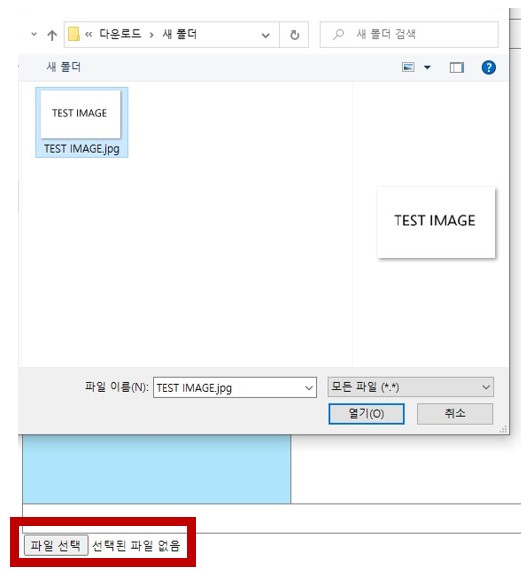 « 다운로드 › 새 폴더
새 폴더 검색
새 폴더
?
TEST IMAGE
TEST IMAGE.jpg
TEST IMAGE
파일 이름(N):
TEST IMAGE.jpg
모든 파일 (*.*)
열기(O)
취소
파일 선택 선택된 파일 없음